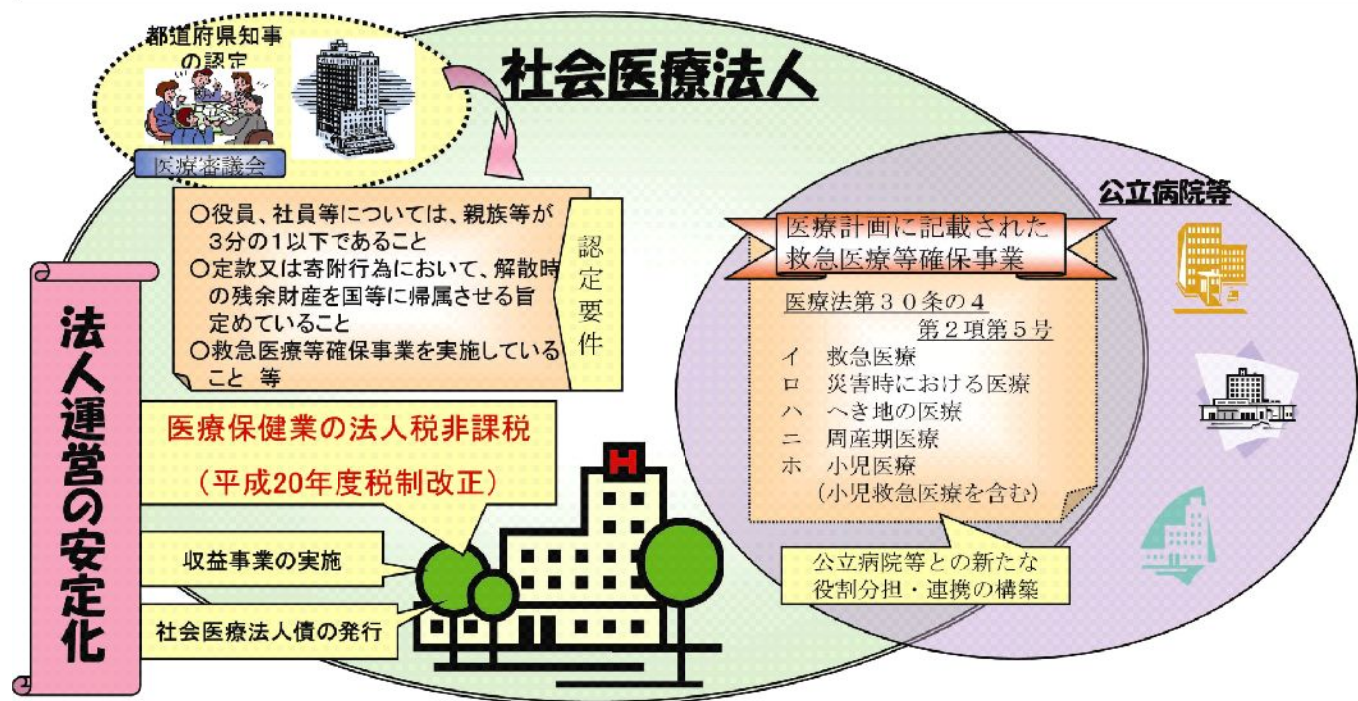 都道府県知事
の認定
医療審議会
社会医療法人
〇役員、社員等については、親族等が
３分の１以下であること
〇定款又は寄附行為において、解散時
の残余財産を国等に帰属させる旨
定めていること
〇救急医療等確保事業を実施している
こと 等
認定要件
法人運営の安定化
医療保健業の法人税非課税
（平成20年度税制改正）
収益事業の実施
社会医療法人債の発行
H
公立病院等
医療計画に記載された
救急医療等確保事業
医療法第３０条の４
第２項第５号
イ 救急医療
ロ 災害時における医療
ハ へき地の医療
ニ 周産期医療
ホ 小児医療
（小児救急医療を含む）
公立病院等との新たな
役割分担・連携の構築